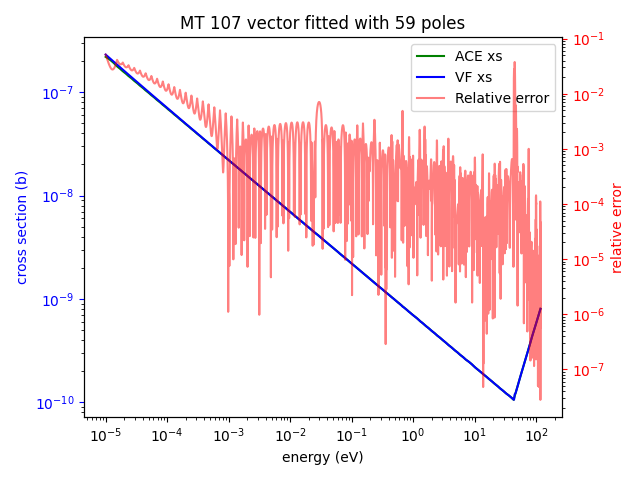 MT 107 vector fitted with 59 poles
ACE xs
VF xs
Relative error
cross section (b)
10⁻⁷
10⁻⁸
10⁻⁹
10⁻¹⁰
relative error
10⁻¹
10⁻²
10⁻³
10⁻⁴
10⁻⁵
10⁻⁶
10⁻⁷
10⁻⁵ 10⁻⁴ 10⁻³ 10⁻² 10⁻¹ 10⁰ 10¹ 10²
energy (eV)